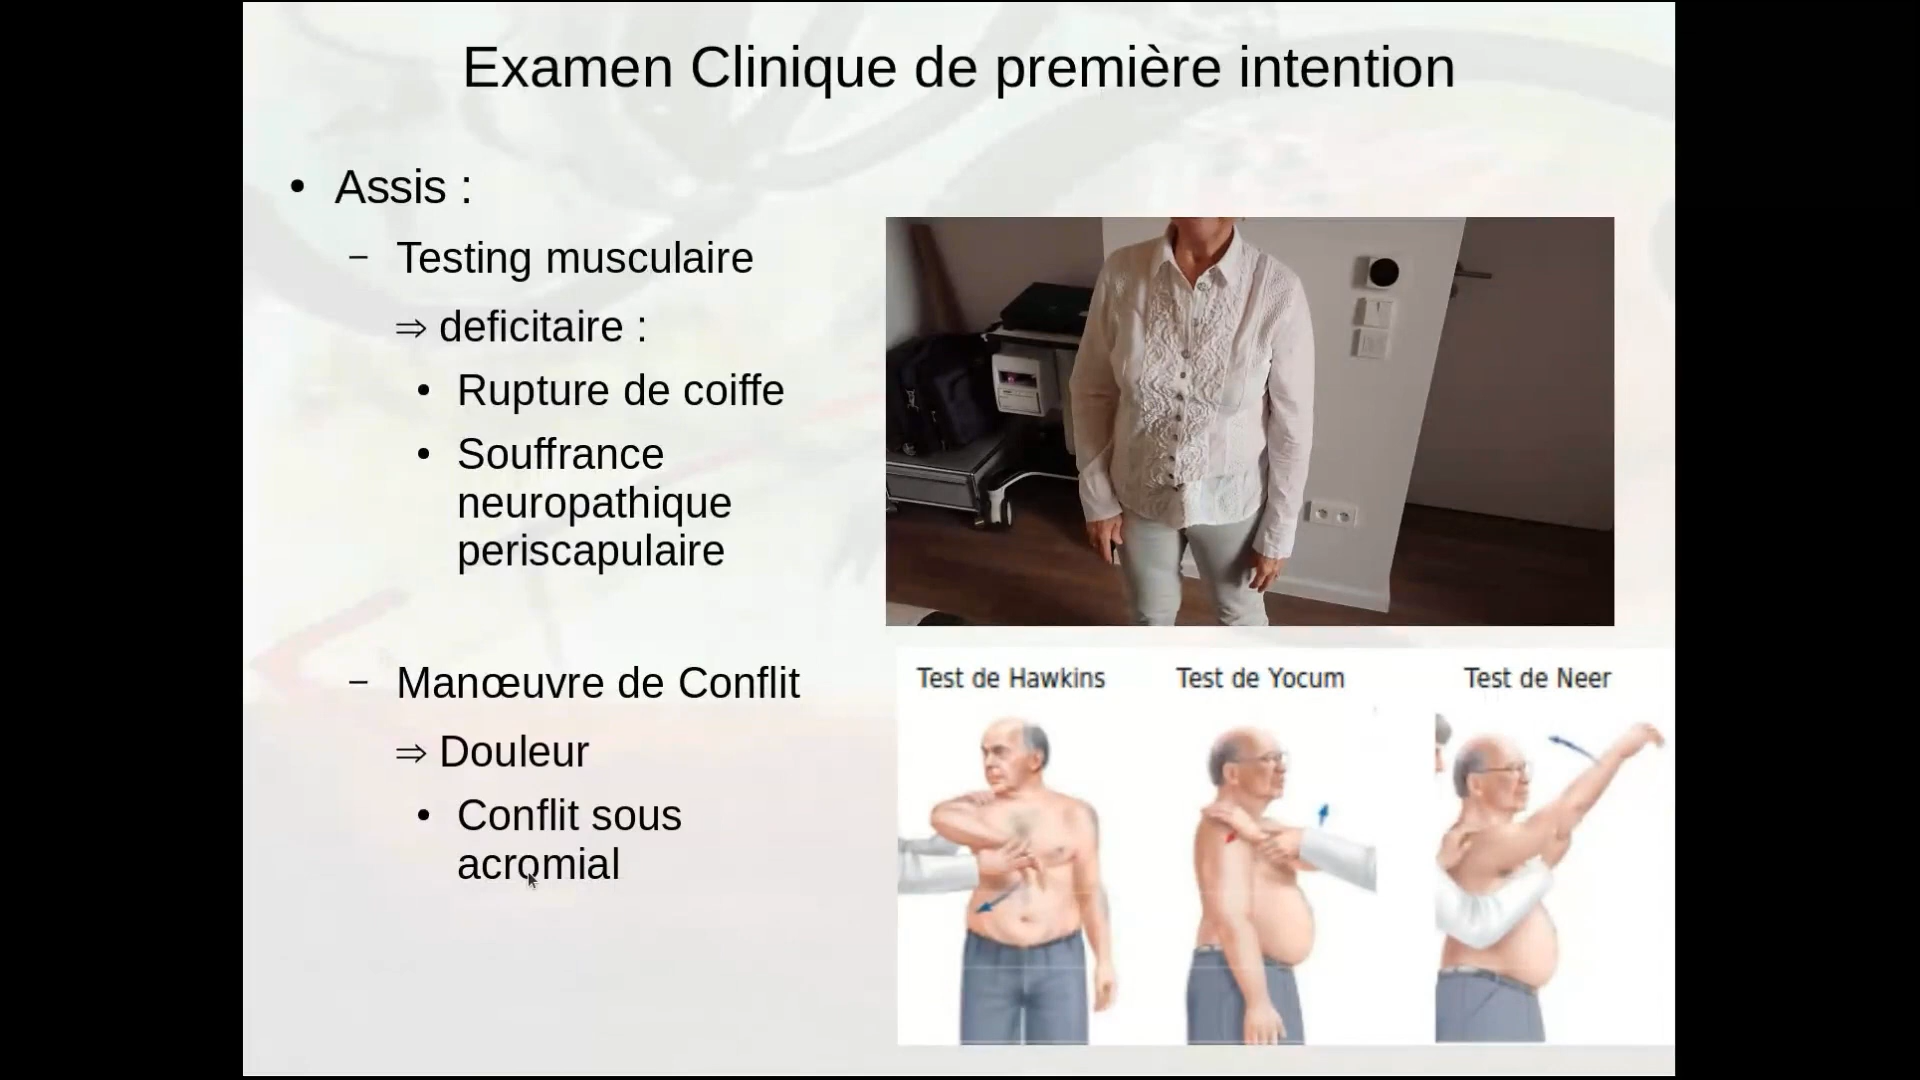 Examen Clinique de première intention
• Assis :
– Testing musculaire
⇒ deficitaire :
• Rupture de coiffe
• Souffrance
neuropathique
periscapulaire
– Manœuvre de Conflit
⇒ Douleur
• Conflit sous
acromial
Test de Hawkins
Test de Yocum
Test de Neer